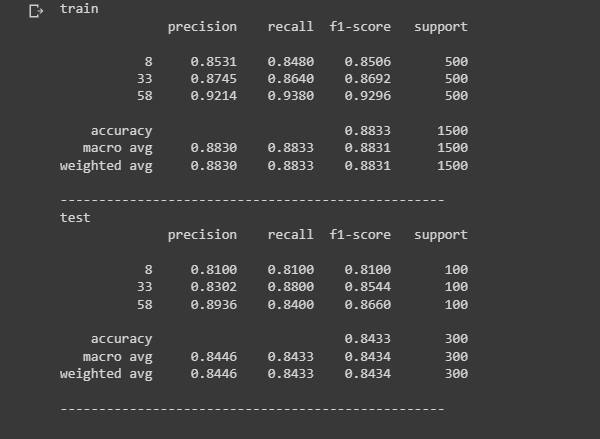 train
precision recall f1-score support
8 0.8531 0.8480 0.8506 500
33 0.8745 0.8640 0.8692 500
58 0.9214 0.9380 0.9296 500
accuracy 0.8833 1500
macro avg 0.8830 0.8833 0.8831 1500
weighted avg 0.8830 0.8833 0.8831 1500
--------------------------------------------------
test
precision recall f1-score support
8 0.8100 0.8100 0.8100 100
33 0.8302 0.8800 0.8544 100
58 0.8936 0.8400 0.8660 100
accuracy 0.8433 300
macro avg 0.8446 0.8433 0.8434 300
weighted avg 0.8446 0.8433 0.8434 300
--------------------------------------------------